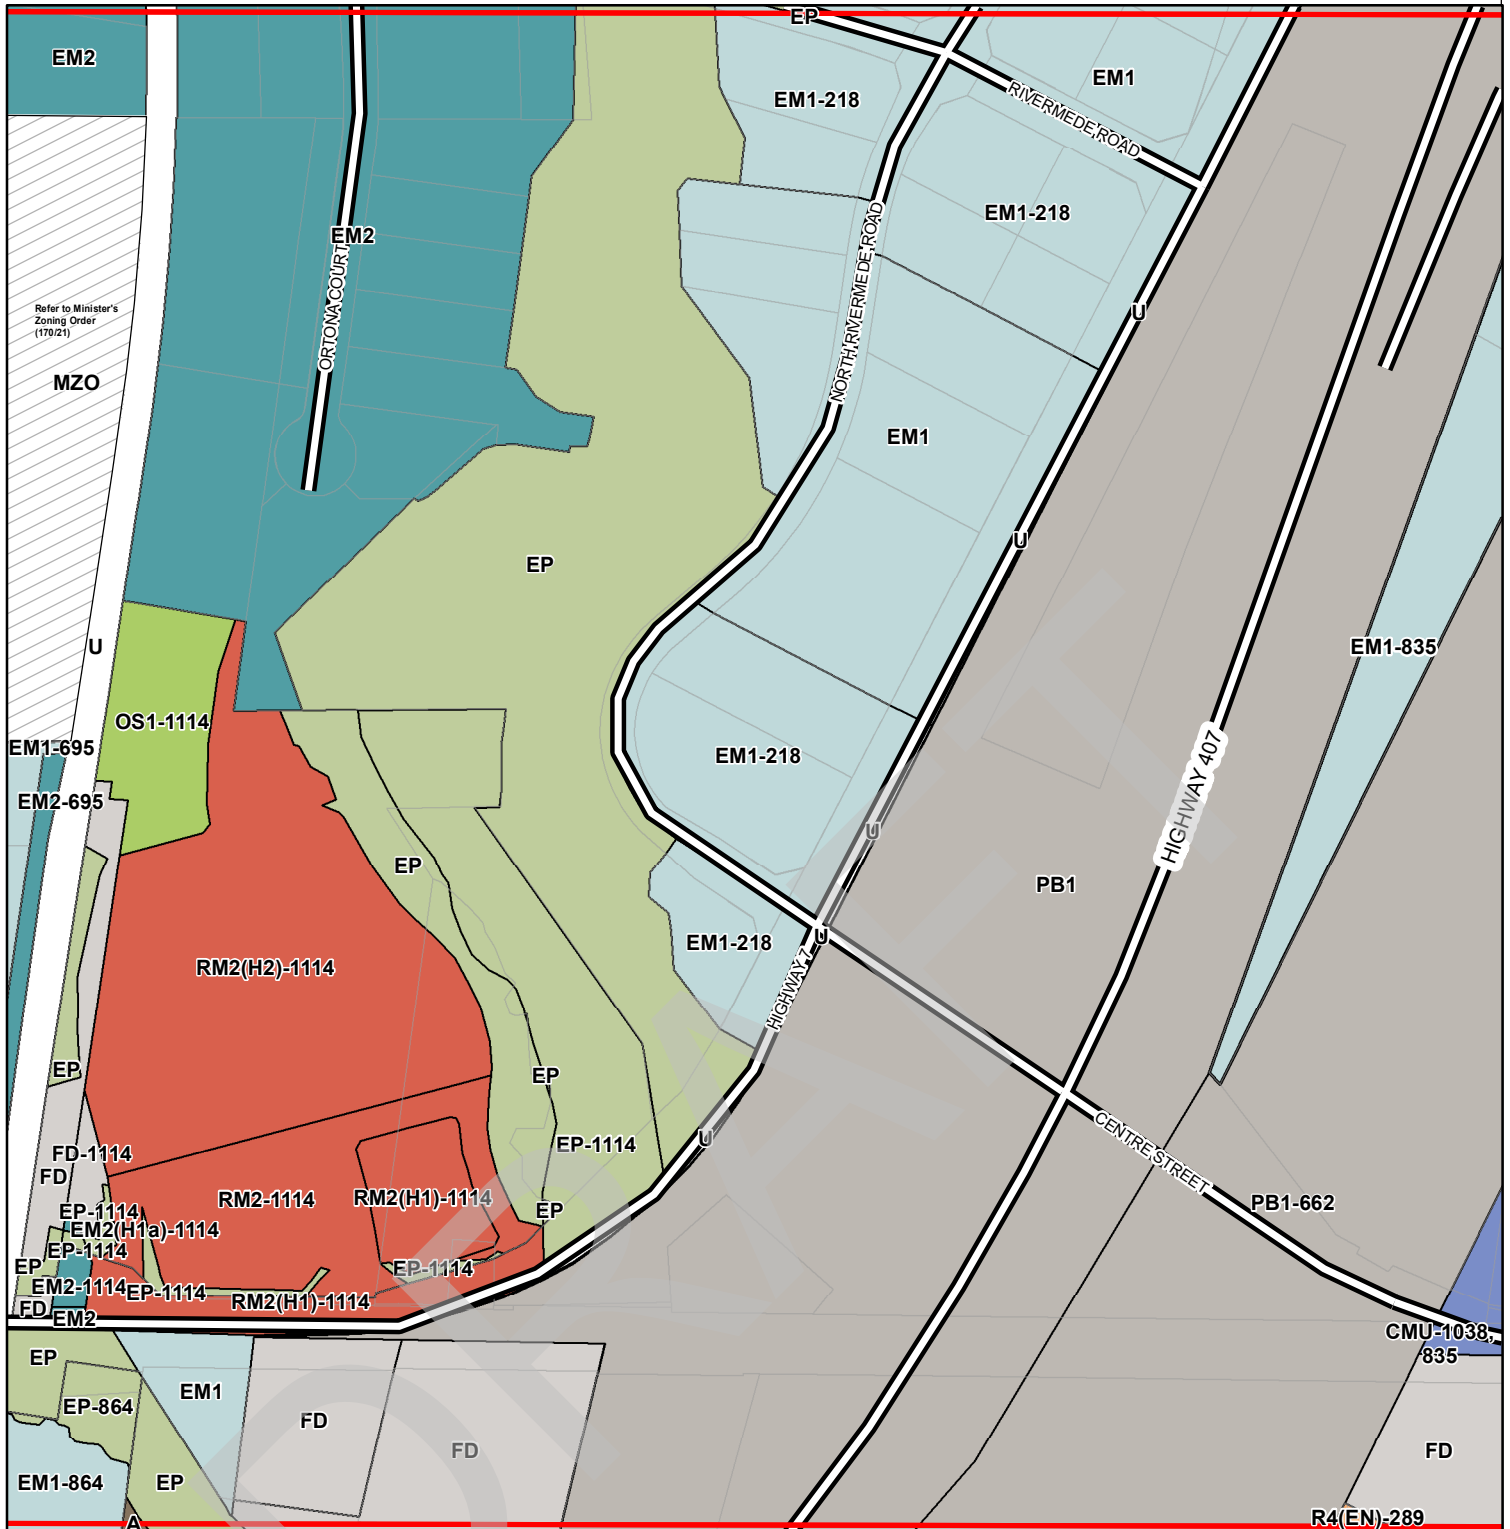 EP
EM2
EM1
EM1-218
RIVERMEDE ROAD
EM1-218
EM2
ORTONA COURT
NORTH RIVERMEDE ROAD
U
Refer to Minister's
Zoning Order
(170/21)
MZO
EM1
U
EP
U
EM1-835
OS1-1114
EM1-695
EM1-218
HIGHWAY 407
EM2-695
U
EP
PB1
U
EM1-218
RM2(H2)-1114
HIGHWAY 7
EP
EP
CENTRE STREET
U
EP-1114
FD-1114
FD
RM2-1114
RM2(H1)-1114
PB1-662
EP-1114
EP
EM2(H1a)-1114
EP-1114
EP
EP-1114
EM2-1114
EP-1114
RM2(H1)-1114
FD
EM2
CMU-1038,
835
EP
EM1
EP-864
FD
FD
FD
EM1-864
EP
R4(EN)-289
A
DRAFT